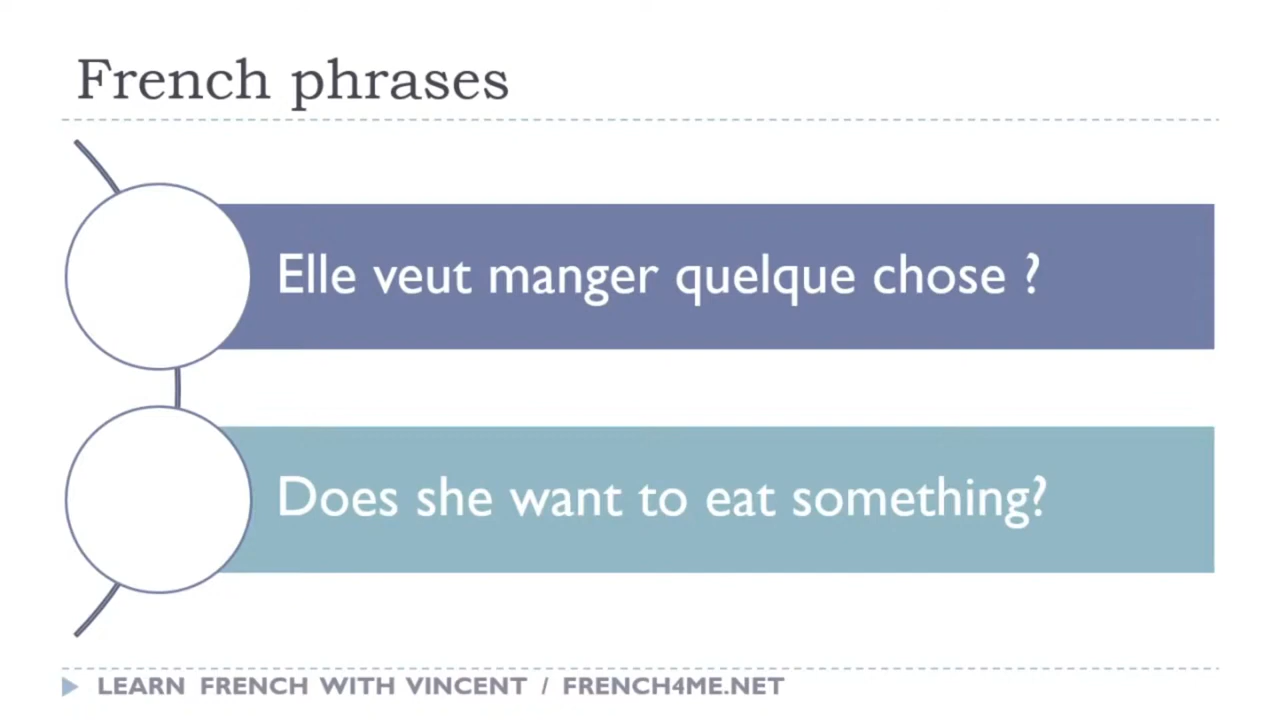 French phrases
Elle veut manger quelque chose ?
Does she want to eat something?
LEARN FRENCH WITH VINCENT / FRENCH4ME.NET